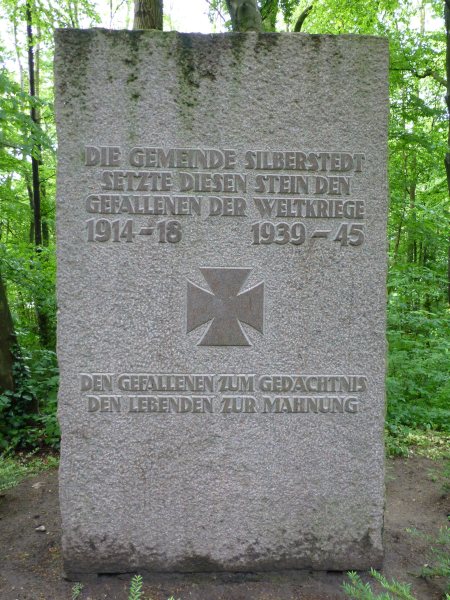 DIE GEMEINDE SILBERSTEDT
SETZTE DIESEN STEIN DEN
GEFALLENEN DER WELTKRIEGE
1914-18 1939-45
DEN GEFALLENEN ZUM GEDÄCHTNIS
DEN LEBENDEN ZUR MAHNUNG